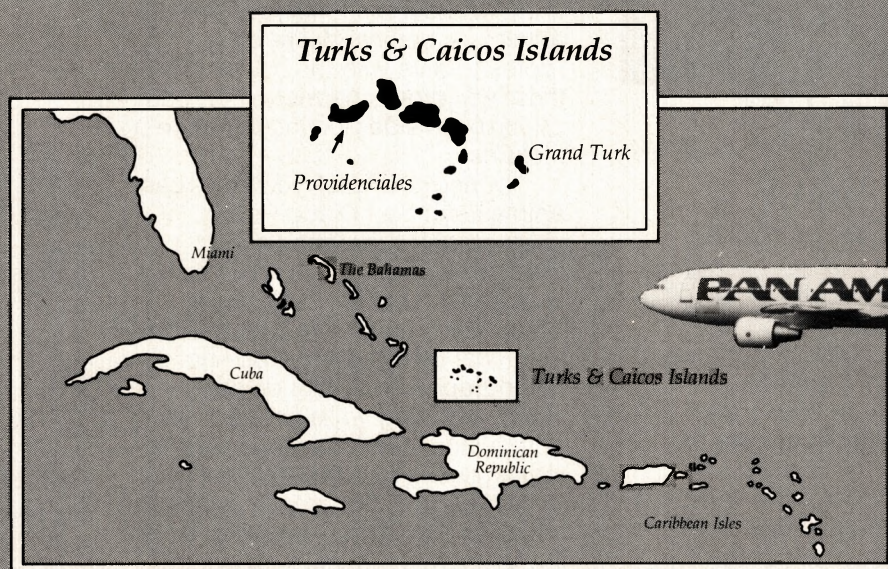 Turks & Caicos Islands
Grand Turk
Providenciales
Miami
The Bahamas
PAN AM
Cuba
Turks & Caicos Islands
Dominican
Republic
Caribbean Isles